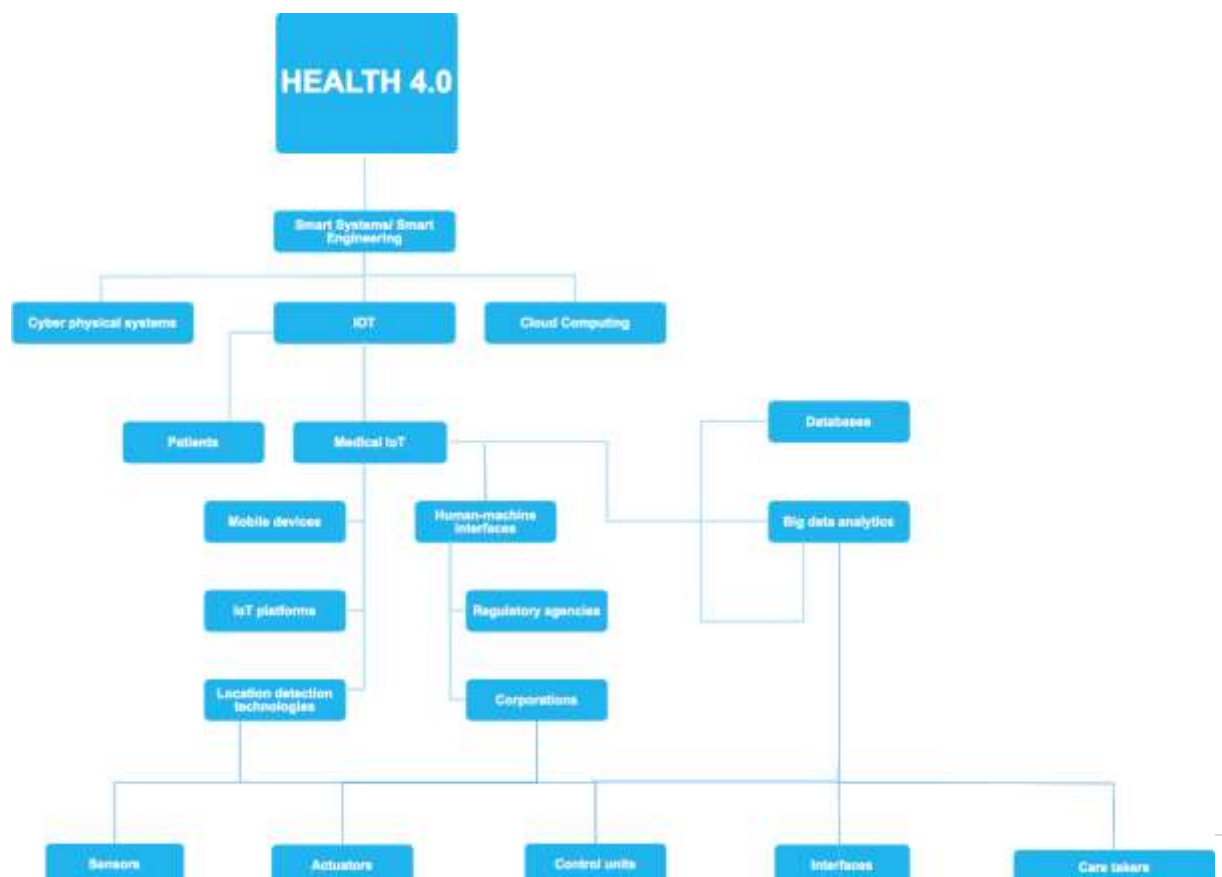 HEALTH 4.0
Smart Systems/ Smart
Engineering
Cyber physical systems
IOT
Cloud Computing
Patients
Medical IoT
Databases
Mobile devices
Human-machine
interfaces
Big data analytics
IoT platforms
Regulatory agencies
Location detection
technologies
Corporations
Sensors
Actuators
Control units
Interfaces
Care takers